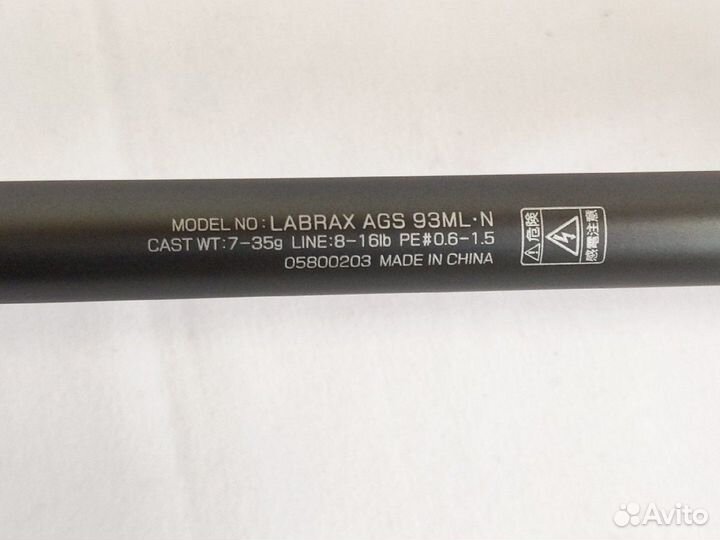 MODEL NO:LABRAX AGS 93ML·N
CAST WT:7-35g LINE:8-16lb PE#0.6-1.5
05800203 MADE IN CHINA
危険
感電注意
Avito